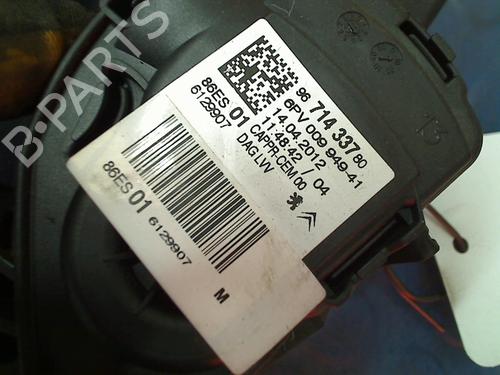 96 714 337 80
6PV 009 949-41
14.04.2012 / 04
11:48:42
CAPPR-CEM 00
DAG LVV
86ES 01
6129907
86ES 01 6129907
M
B-PARTS